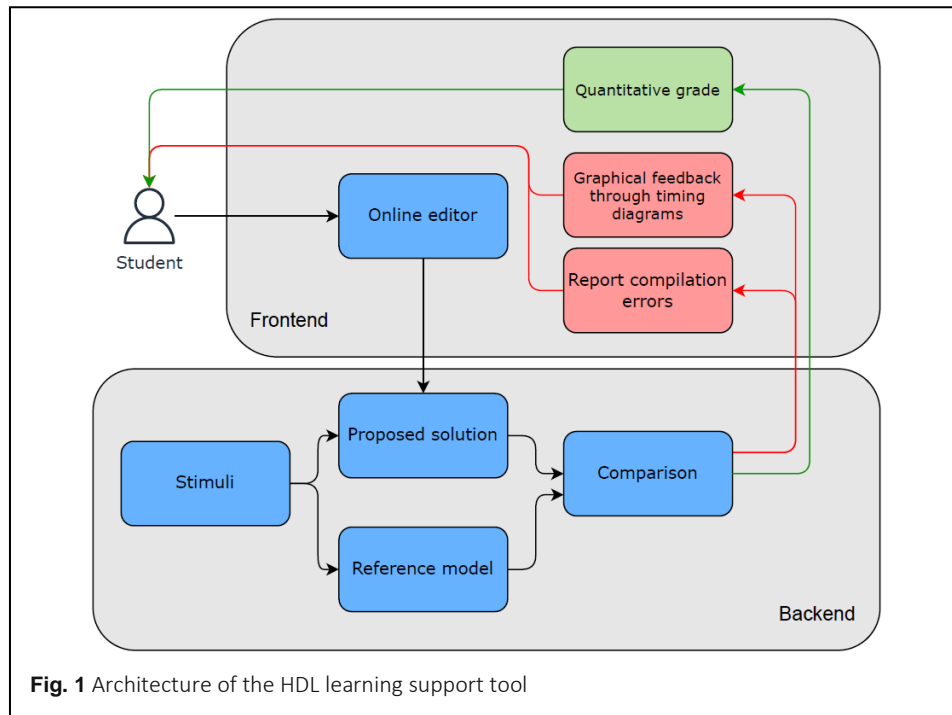 Quantitative grade
Graphical feedback
through timing
diagrams
Online editor
Student
Report compilation
errors
Frontend
Proposed solution
Stimuli
Comparison
Reference model
Backend
Fig. 1 Architecture of the HDL learning support tool